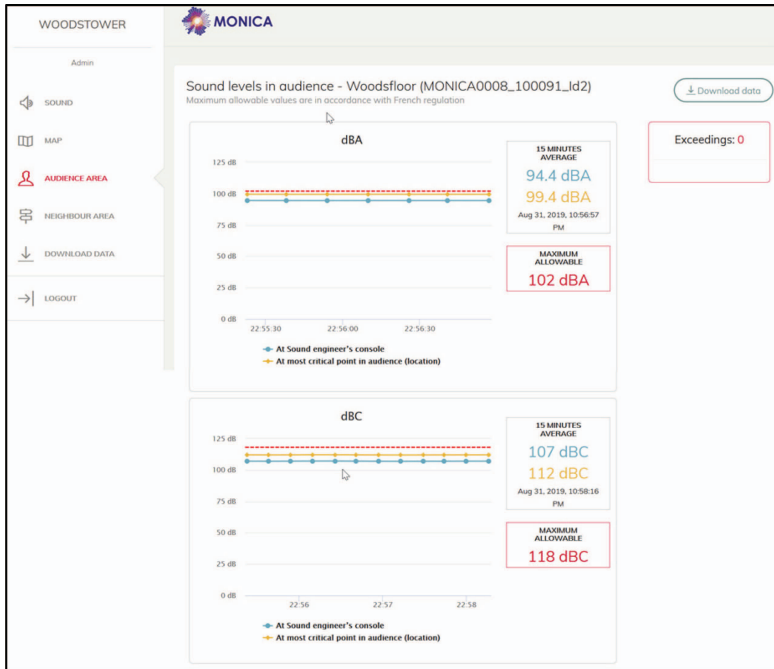 WOODSTOWER
Admin
SOUND
MAP
AUDIENCE AREA
NEIGHBOUR AREA
DOWNLOAD DATA
LOGOUT
MONICA
Sound levels in audience - Woodsfloor (MONICA0008_100091_Id2)
Maximum allowable values are in accordance with French regulation
Download data
Exceedings: 0
dBA
125 dB
100 dB
75 dB
50 dB
25 dB
0 dB
22:55:30 22:56:00 22:56:30
At Sound engineer's console
At most critical point in audience (location)
15 MINUTES
AVERAGE
94.4 dBA
99.4 dBA
Aug 31, 2019, 10:56:57
PM
MAXIMUM
ALLOWABLE
102 dBA
dBC
125 dB
100 dB
75 dB
50 dB
25 dB
0 dB
22:56 22:57 22:58
At Sound engineer's console
At most critical point in audience (location)
15 MINUTES
AVERAGE
107 dBC
112 dBC
Aug 31, 2019, 10:58:16
PM
MAXIMUM
ALLOWABLE
118 dBC